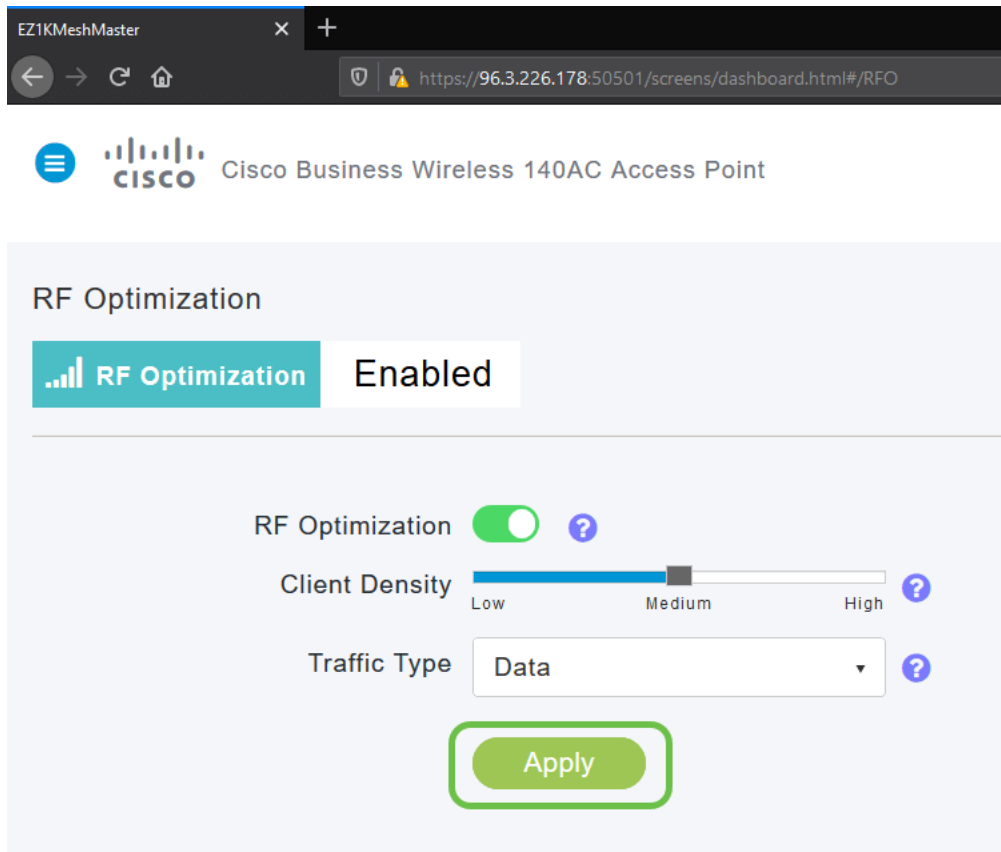 EZ1KMeshMaster
https://96.3.226.178:50501/screens/dashboard.html#/RFO
CISCO Cisco Business Wireless 140AC Access Point
RF Optimization
RF Optimization Enabled
RF Optimization ?
Client Density ?
Low Medium High
Traffic Type Data ?
Apply